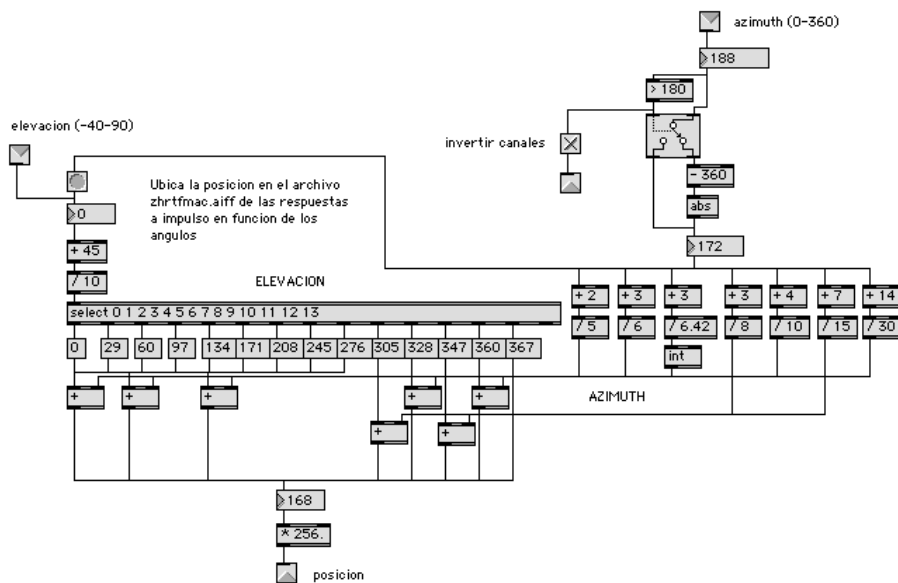 azimuth (0-360)
188
> 180
elevacion (-40-90)
invertir canales
- 360
Ubica la posicion en el archivo
zhrtfmac.aiff de las respuestas
a impulso en funcion de los
angulos
abs
0
172
+ 45
/ 10
ELEVACION
+ 2 + 3 + 3 + 3 + 4 + 7 + 14
select 0 1 2 3 4 5 6 7 8 9 10 11 12 13
/ 5 / 6 / 6.42 / 8 / 10 / 15 / 30
0 29 60 97 134 171 208 245 276 305 328 347 360 367
int
+ + + + +
AZIMUTH
+ +
168
* 256.
posicion